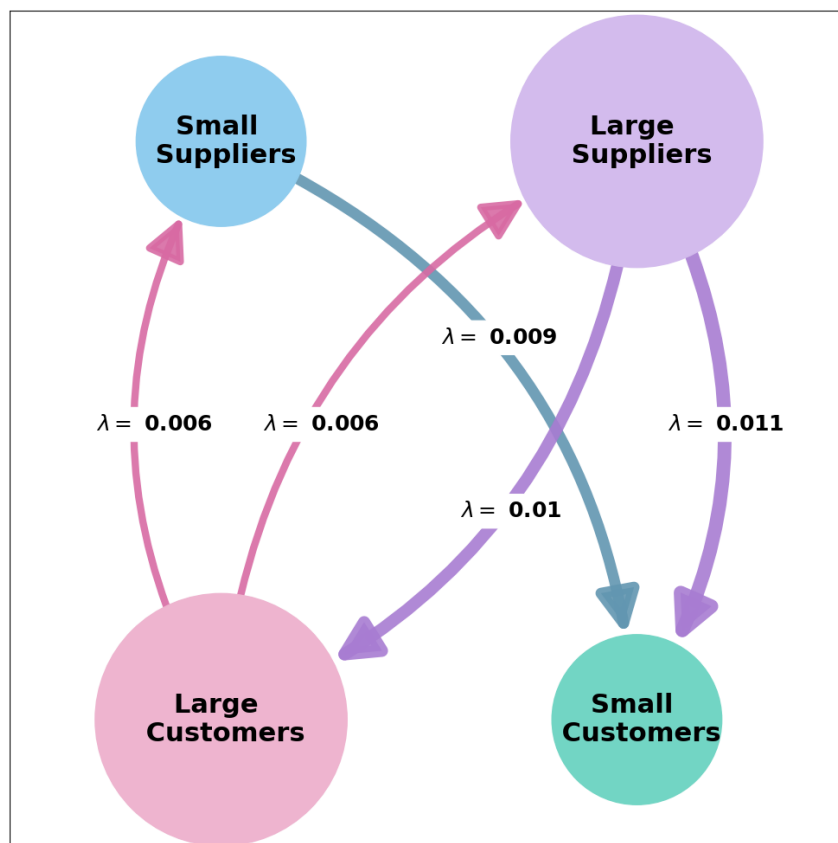 Small
Suppliers
Large
Suppliers
λ = 0.009
λ = 0.006
λ = 0.006
λ = 0.011
λ = 0.01
Large
Customers
Small
Customers